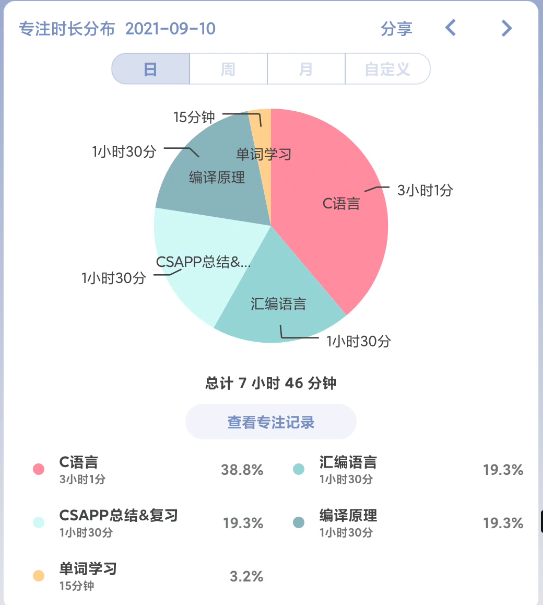 专注时长分布 2021-09-10 分享
日 周 月 自定义
15分钟
单词学习
1小时30分
编译原理
C语言
3小时1分
CSAPP总结&...
1小时30分
汇编语言
1小时30分
总计 7 小时 46 分钟
查看专注记录
C语言
3小时1分
38.8%
汇编语言
1小时30分
19.3%
CSAPP总结&复习
1小时30分
19.3%
编译原理
1小时30分
19.3%
单词学习
15分钟
3.2%